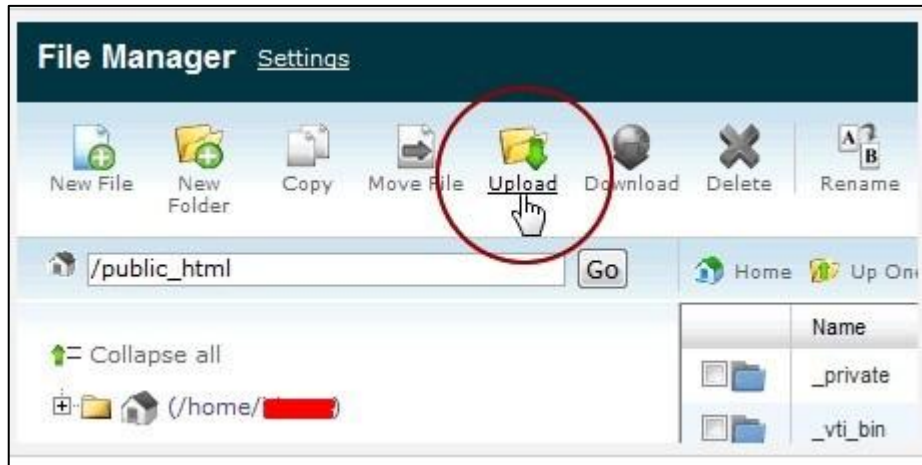 File Manager Settings
New File New Folder Copy Move File Upload Download Delete Rename
A B
/public_html Go Home Up One
Name
Collapse all
_private
(/home/
_vti_bin